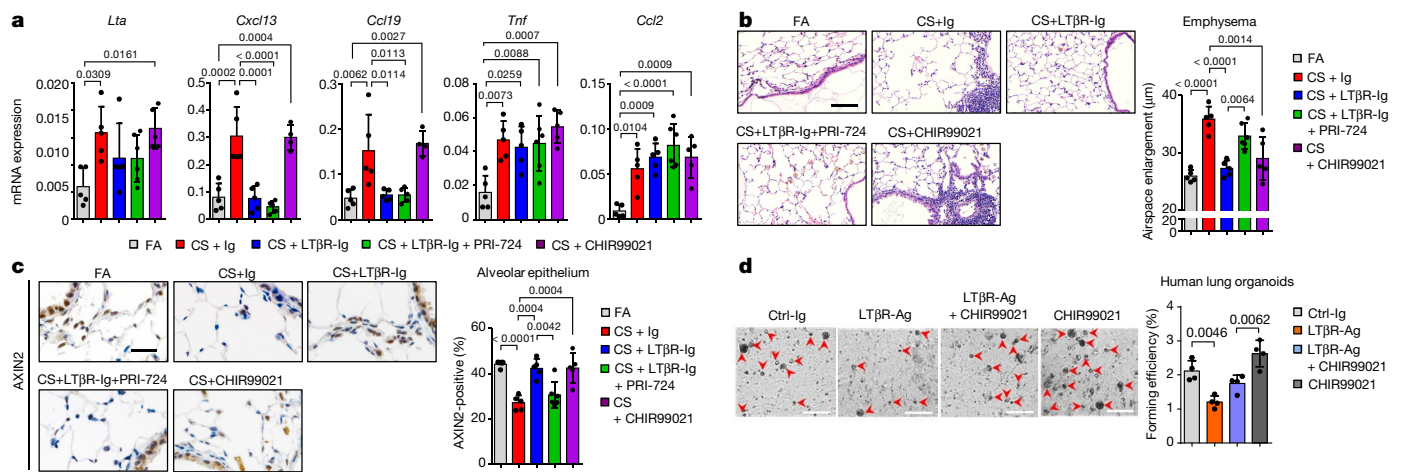 a
Lta
Cxcl13
Ccl19
Tnf
Ccl2
mRNA expression
0.020
0.015
0.010
0.005
0
0.0309
0.0161
0.5
0.4
0.3
0.2
0.1
0
0.0002
0.0001
< 0.0001
0.0004
0.3
0.2
0.1
0
0.0062
0.0114
0.0113
0.0027
0.08
0.06
0.04
0.02
0
0.0073
0.0259
0.0088
0.0007
0.15
0.10
0.05
0
0.0104
0.0009
< 0.0001
0.0009
FA
CS + Ig
CS + LTβR-Ig
CS + LTβR-Ig + PRI-724
CS + CHIR99021
b
FA
CS+Ig
CS+LTβR-Ig
CS+LTβR-Ig+PRI-724
CS+CHIR99021
Emphysema
Airspace enlargement (μm)
40
30
20
20
0
< 0.0001
< 0.0001
0.0064
0.0014
FA
CS + Ig
CS + LTβR-Ig
CS + LTβR-Ig
+ PRI-724
CS
+ CHIR99021
c
AXIN2
FA
CS+Ig
CS+LTβR-Ig
CS+LTβR-Ig+PRI-724
CS+CHIR99021
Alveolar epithelium
AXIN2-positive (%)
60
40
20
0
< 0.0001
0.0004
0.0042
0.0004
FA
CS + Ig
CS + LTβR-Ig
CS + LTβR-Ig
+ PRI-724
CS
+ CHIR99021
d
Ctrl-Ig
LTβR-Ag
LTβR-Ag
+ CHIR99021
CHIR99021
Human lung organoids
Forming efficiency (%)
4
3
2
1
0
0.0046
0.0062
Ctrl-Ig
LTβR-Ag
LTβR-Ag
+ CHIR99021
CHIR99021